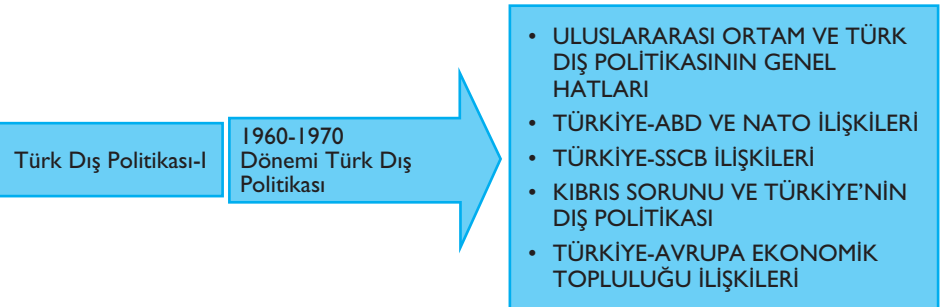 Türk Dış Politikası-I
1960-1970
Dönemi Türk Dış
Politikası
• ULUSLARARASI ORTAM VE TÜRK
DIŞ POLİTİKASININ GENEL
HATLARI
• TÜRKİYE-ABD VE NATO İLİŞKİLERİ
• TÜRKİYE-SSCB İLİŞKİLERİ
• KIBRIS SORUNU VE TÜRKİYE’NİN
DIŞ POLİTİKASI
• TÜRKİYE-AVRUPA EKONOMİK
TOPLULUĞU İLİŞKİLERİ